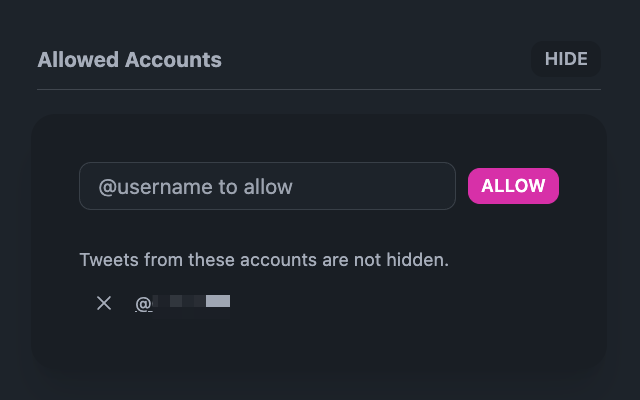 Allowed Accounts
HIDE
@username to allow
ALLOW
Tweets from these accounts are not hidden.
@